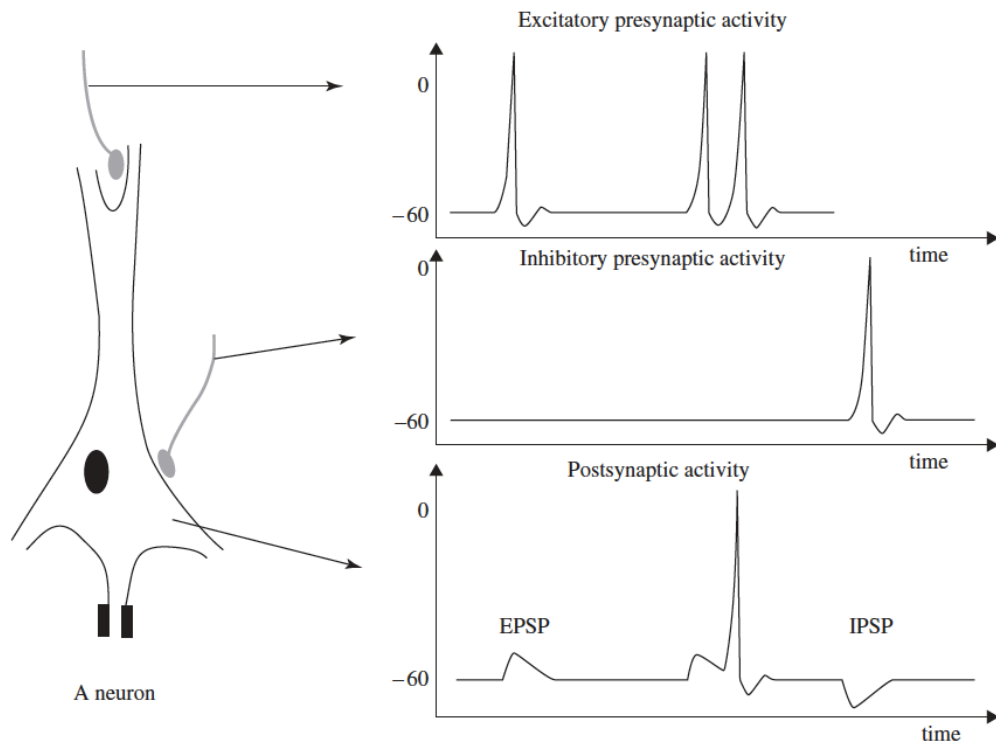 Excitatory presynaptic activity
0
−60
time
Inhibitory presynaptic activity
0
−60
time
Postsynaptic activity
0
EPSP
IPSP
−60
time
A neuron